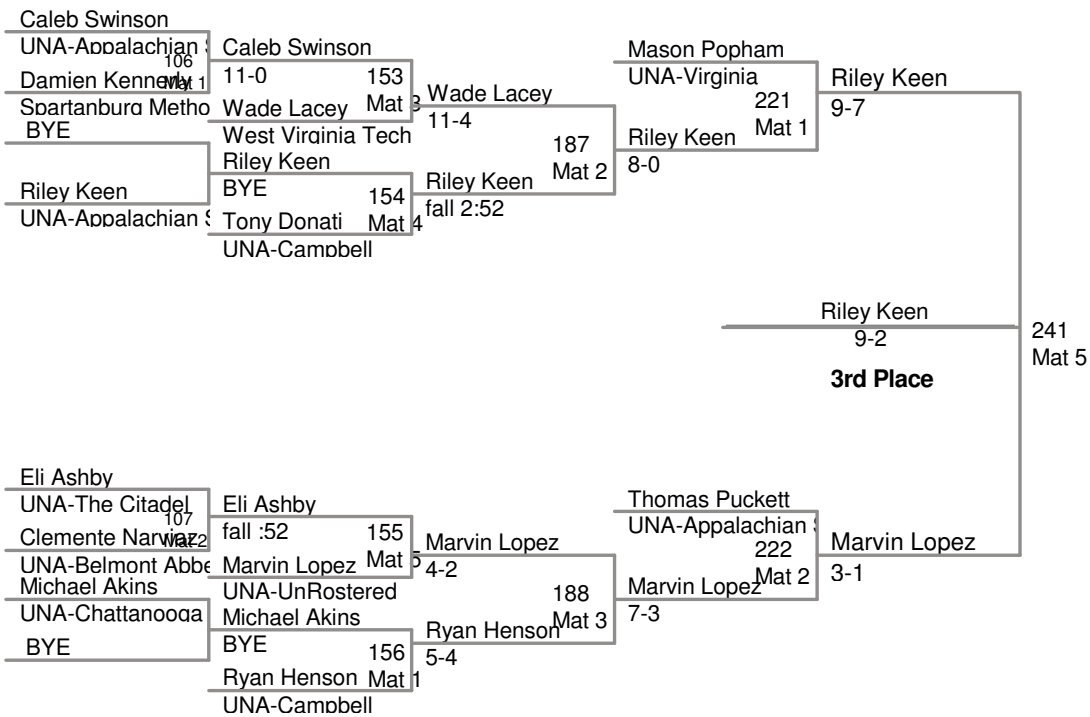 Caleb Swinson
UNA-Appalachian S
106
Mat 1
Damien Kennerly
Spartanburg Metho
BYE
Riley Keen
UNA-Appalachian S
Caleb Swinson
11-0
153
Mat 3
Wade Lacey
West Virginia Tech
Riley Keen
BYE
154
Mat 4
Tony Donati
UNA-Campbell
Wade Lacey
11-4
187
Mat 2
Riley Keen
fall 2:52
Mason Popham
UNA-Virginia
221
Mat 1
Riley Keen
8-0
Riley Keen
9-7
Riley Keen
9-2
3rd Place
241
Mat 5
Eli Ashby
UNA-The Citadel
107
Mat 2
Clemente
UNA-Belmont Abbe
Michael Akins
UNA-Chattanooga
BYE
Eli Ashby
fall :52
155
Mat 5
Marvin Lopez
UNA-UnRostered
Michael Akins
BYE
156
Mat 1
Ryan Henson
UNA-Campbell
Marvin Lopez
4-2
188
Mat 3
Ryan Henson
5-4
Thomas Puckett
UNA-Appalachian S
222
Mat 2
Marvin Lopez
7-3
Marvin Lopez
3-1